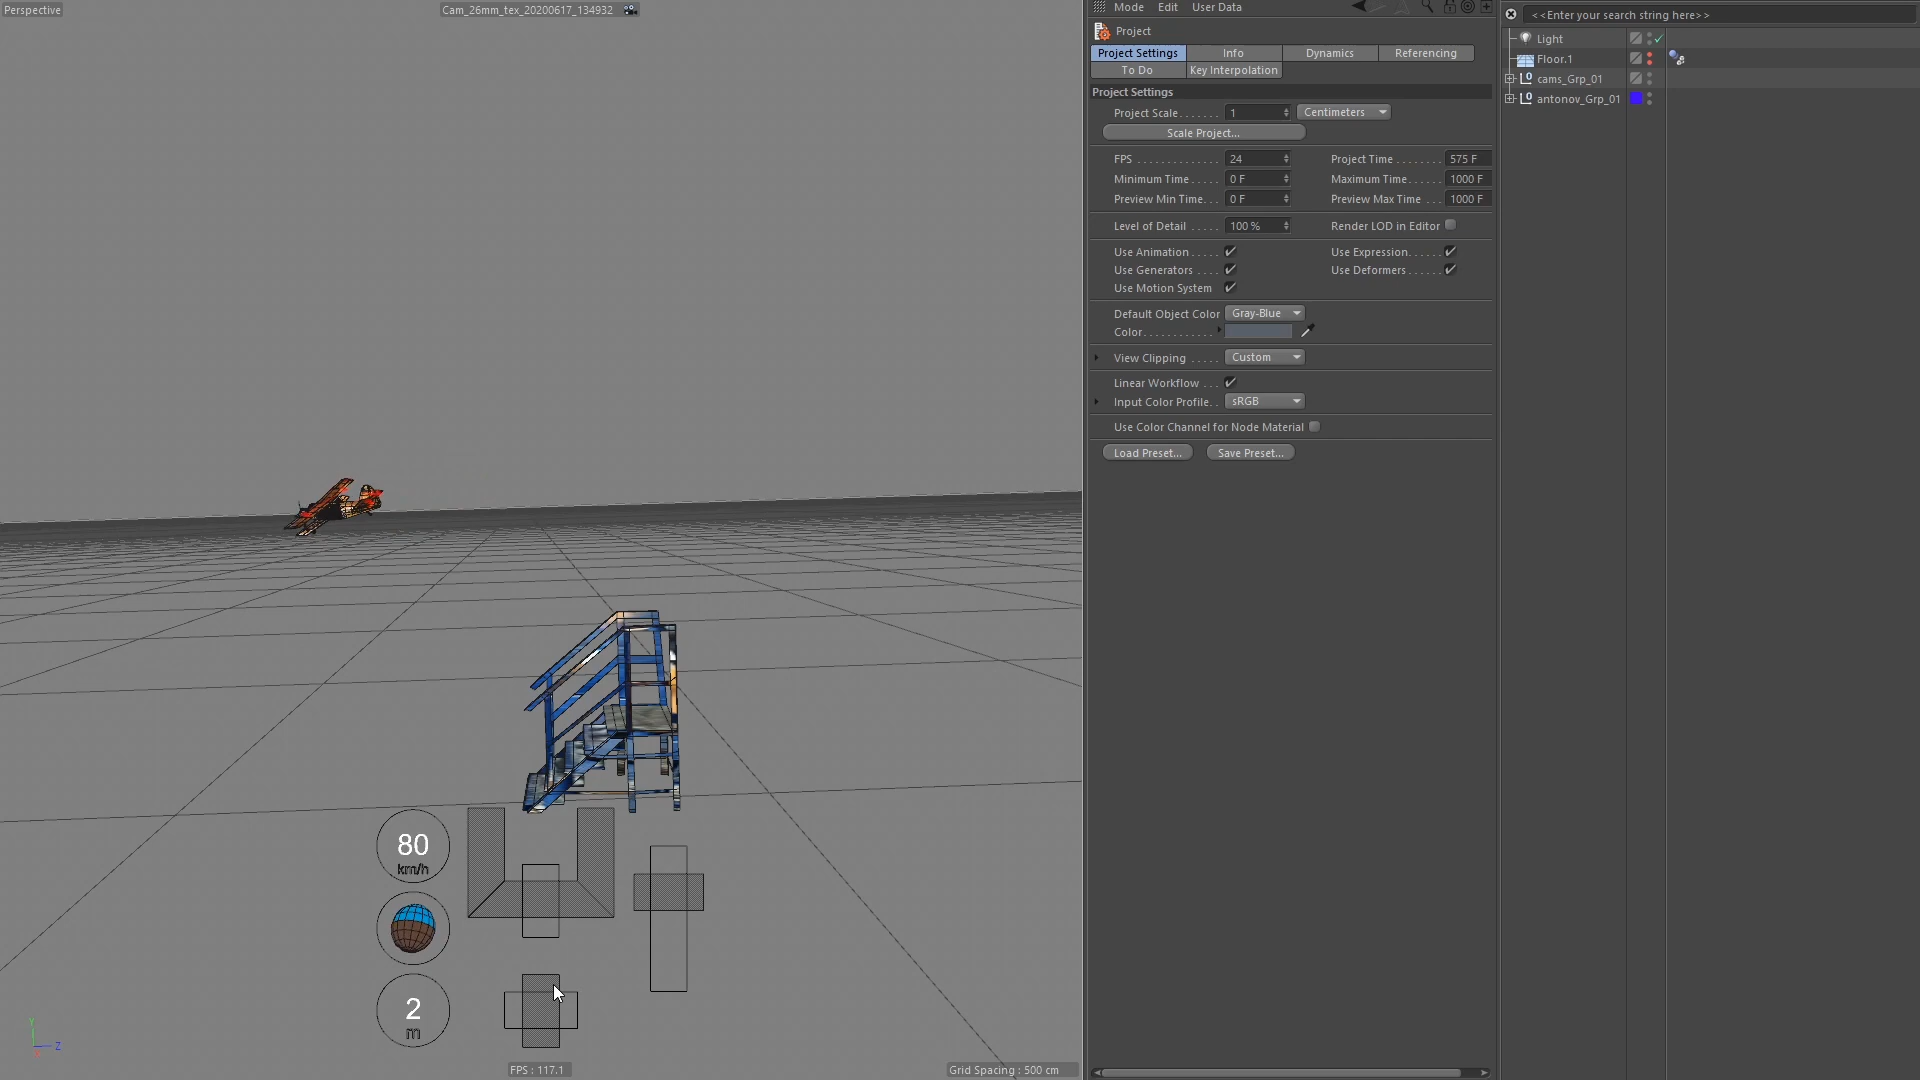 Perspective
Cam_26mm_tex_20200617_134932
80
km/h
2
m
Y
Z
FPS : 117.1
Grid Spacing : 500 cm
Mode Edit User Data
Project
Project Settings Info Dynamics Referencing
To Do Key Interpolation
Project Settings
Project Scale....... 1 Centimeters
Scale Project...
FPS .............. 24 Project Time ........ 575 F
Minimum Time ..... 0 F Maximum Time...... 1000 F
Preview Min Time... 0 F Preview Max Time ... 1000 F
Level of Detail ..... 100 % Render LOD in Editor
Use Animation ..... Use Expression......
Use Generators .... Use Deformers ......
Use Motion System
Default Object Color Gray-Blue
Color............
View Clipping ..... Custom
Linear Workflow ...
Input Color Profile.. sRGB
Use Color Channel for Node Material
Load Preset... Save Preset...
<<Enter your search string here>>
Light
Floor.1
cams_Grp_01
antonov_Grp_01